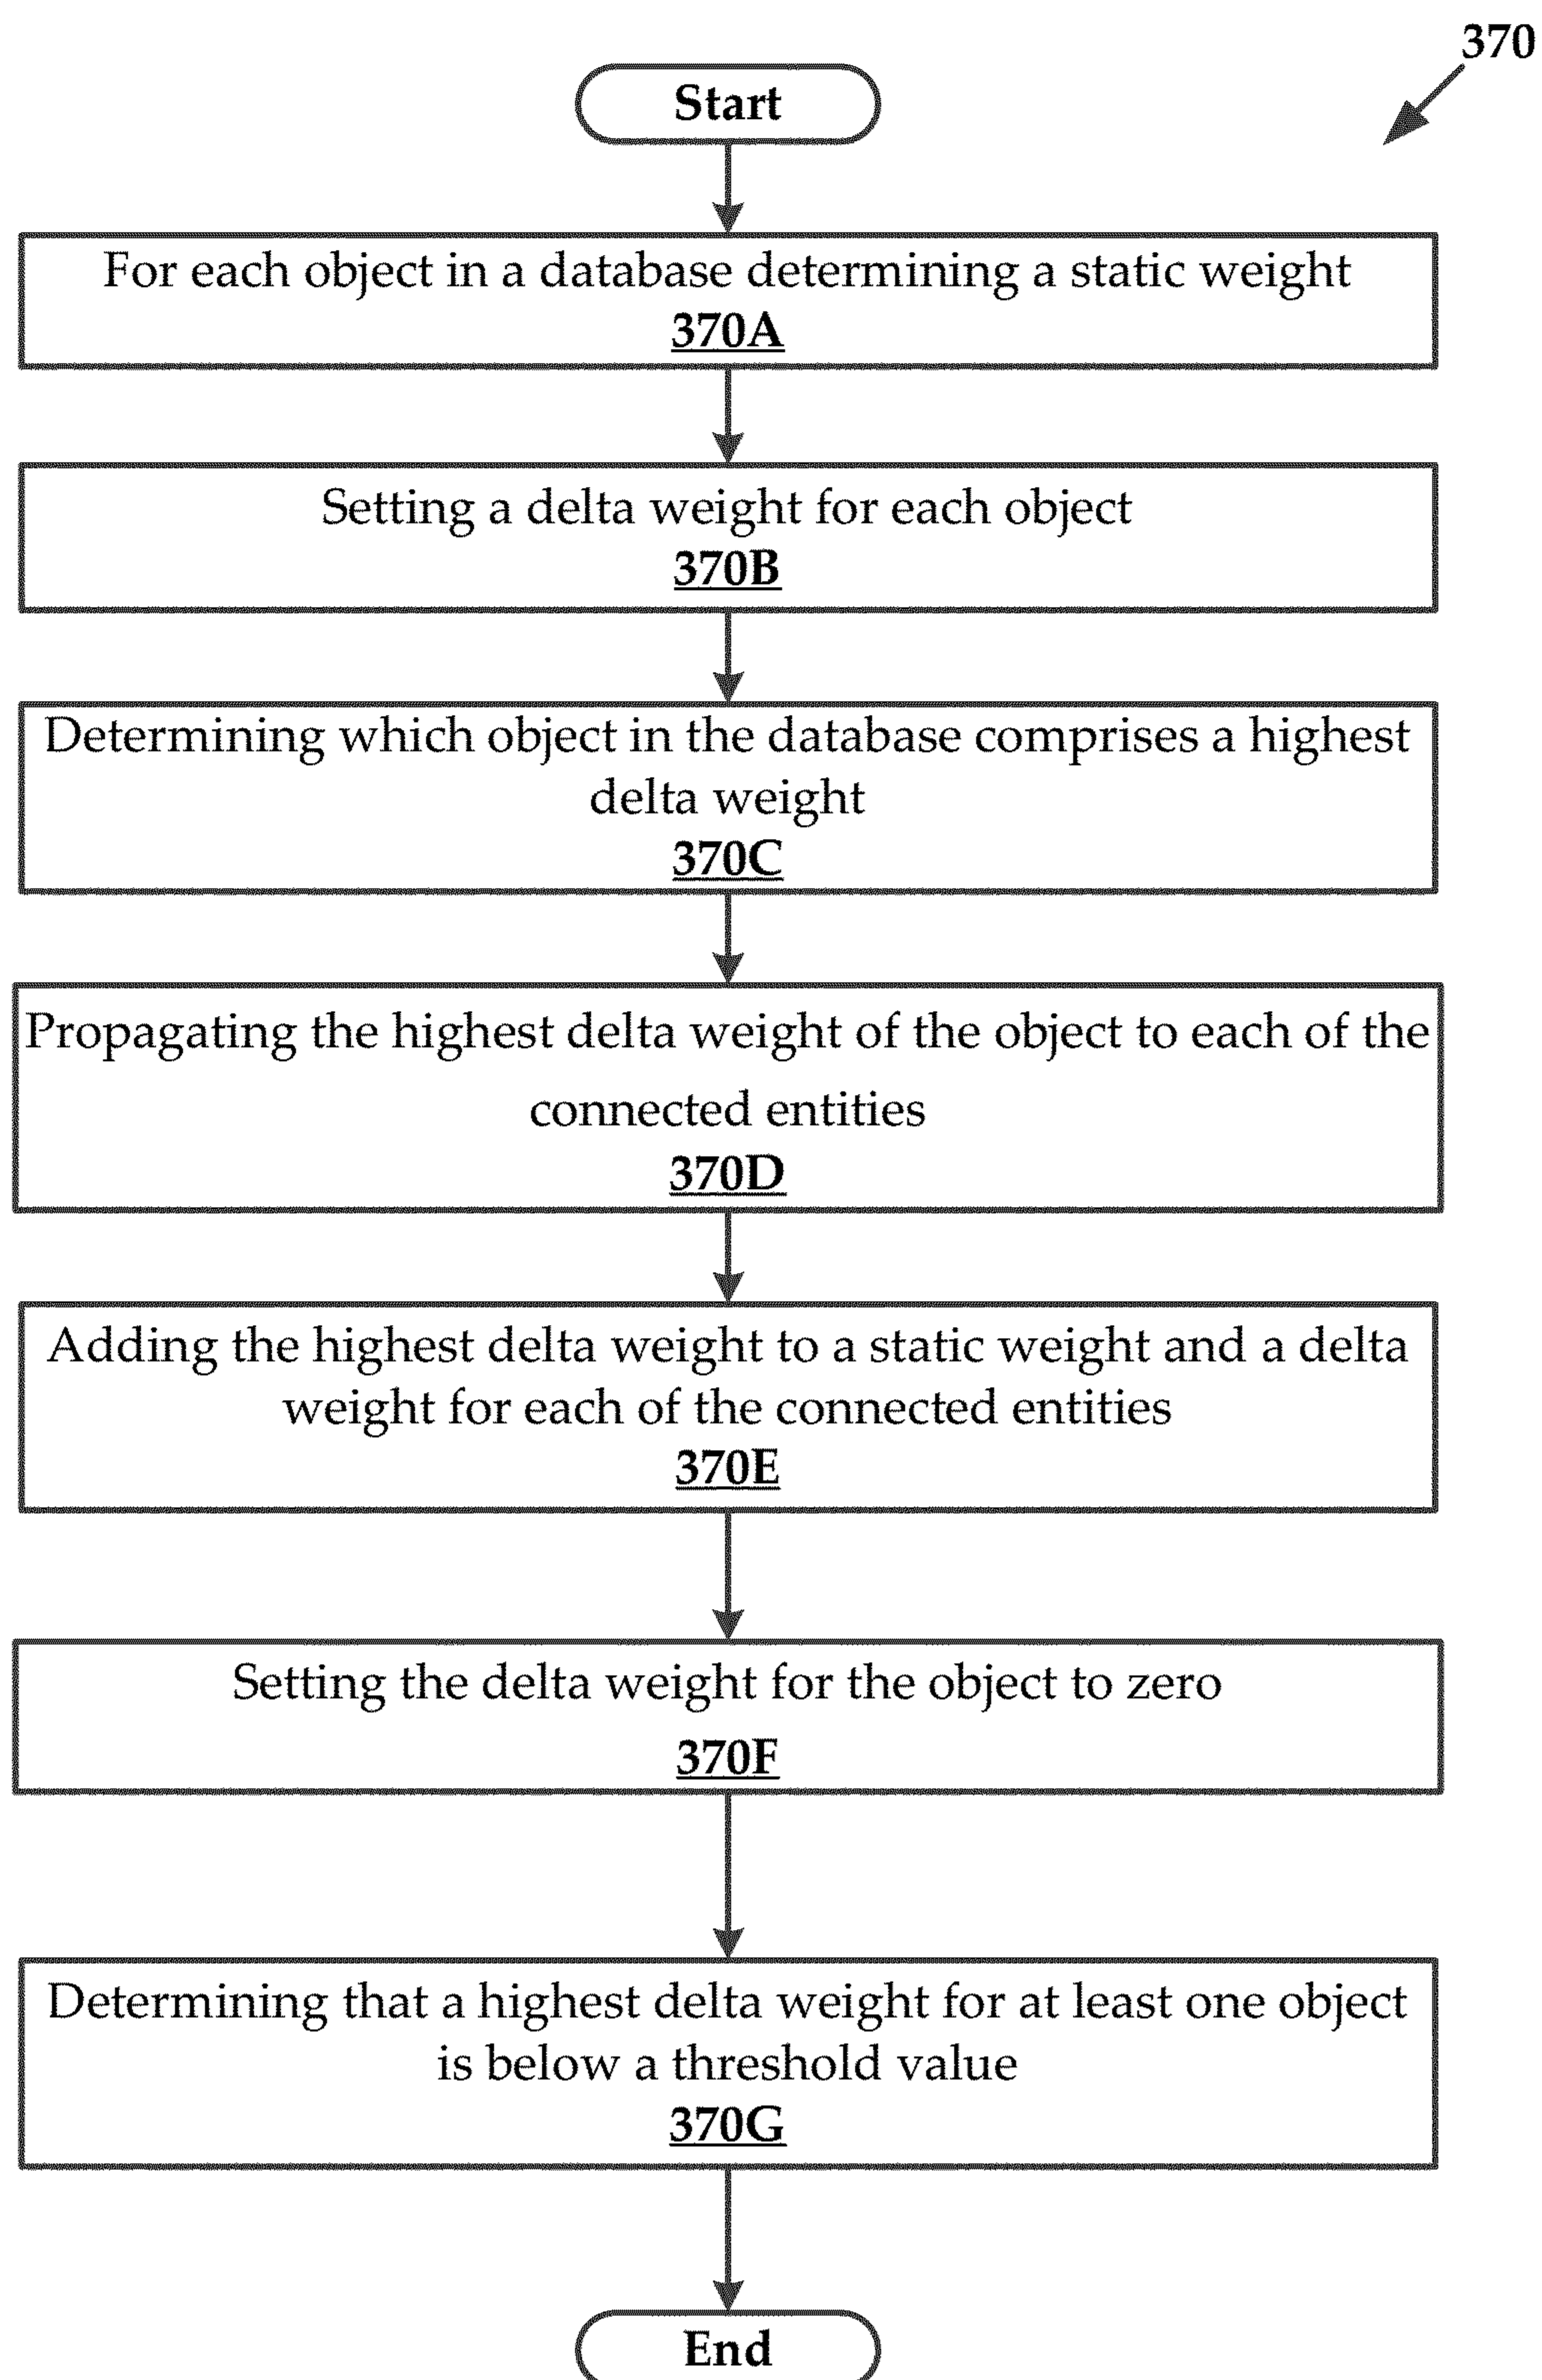 370
Start
For each object in a database determining a static weight
370A
Setting a delta weight for each object
370B
Determining which object in the database comprises a highest
delta weight
370C
Propagating the highest delta weight of the object to each of the
connected entities
370D
Adding the highest delta weight to a static weight and a delta
weight for each of the connected entities
370E
Setting the delta weight for the object to zero
370F
Determining that a highest delta weight for at least one object
is below a threshold value
370G
End